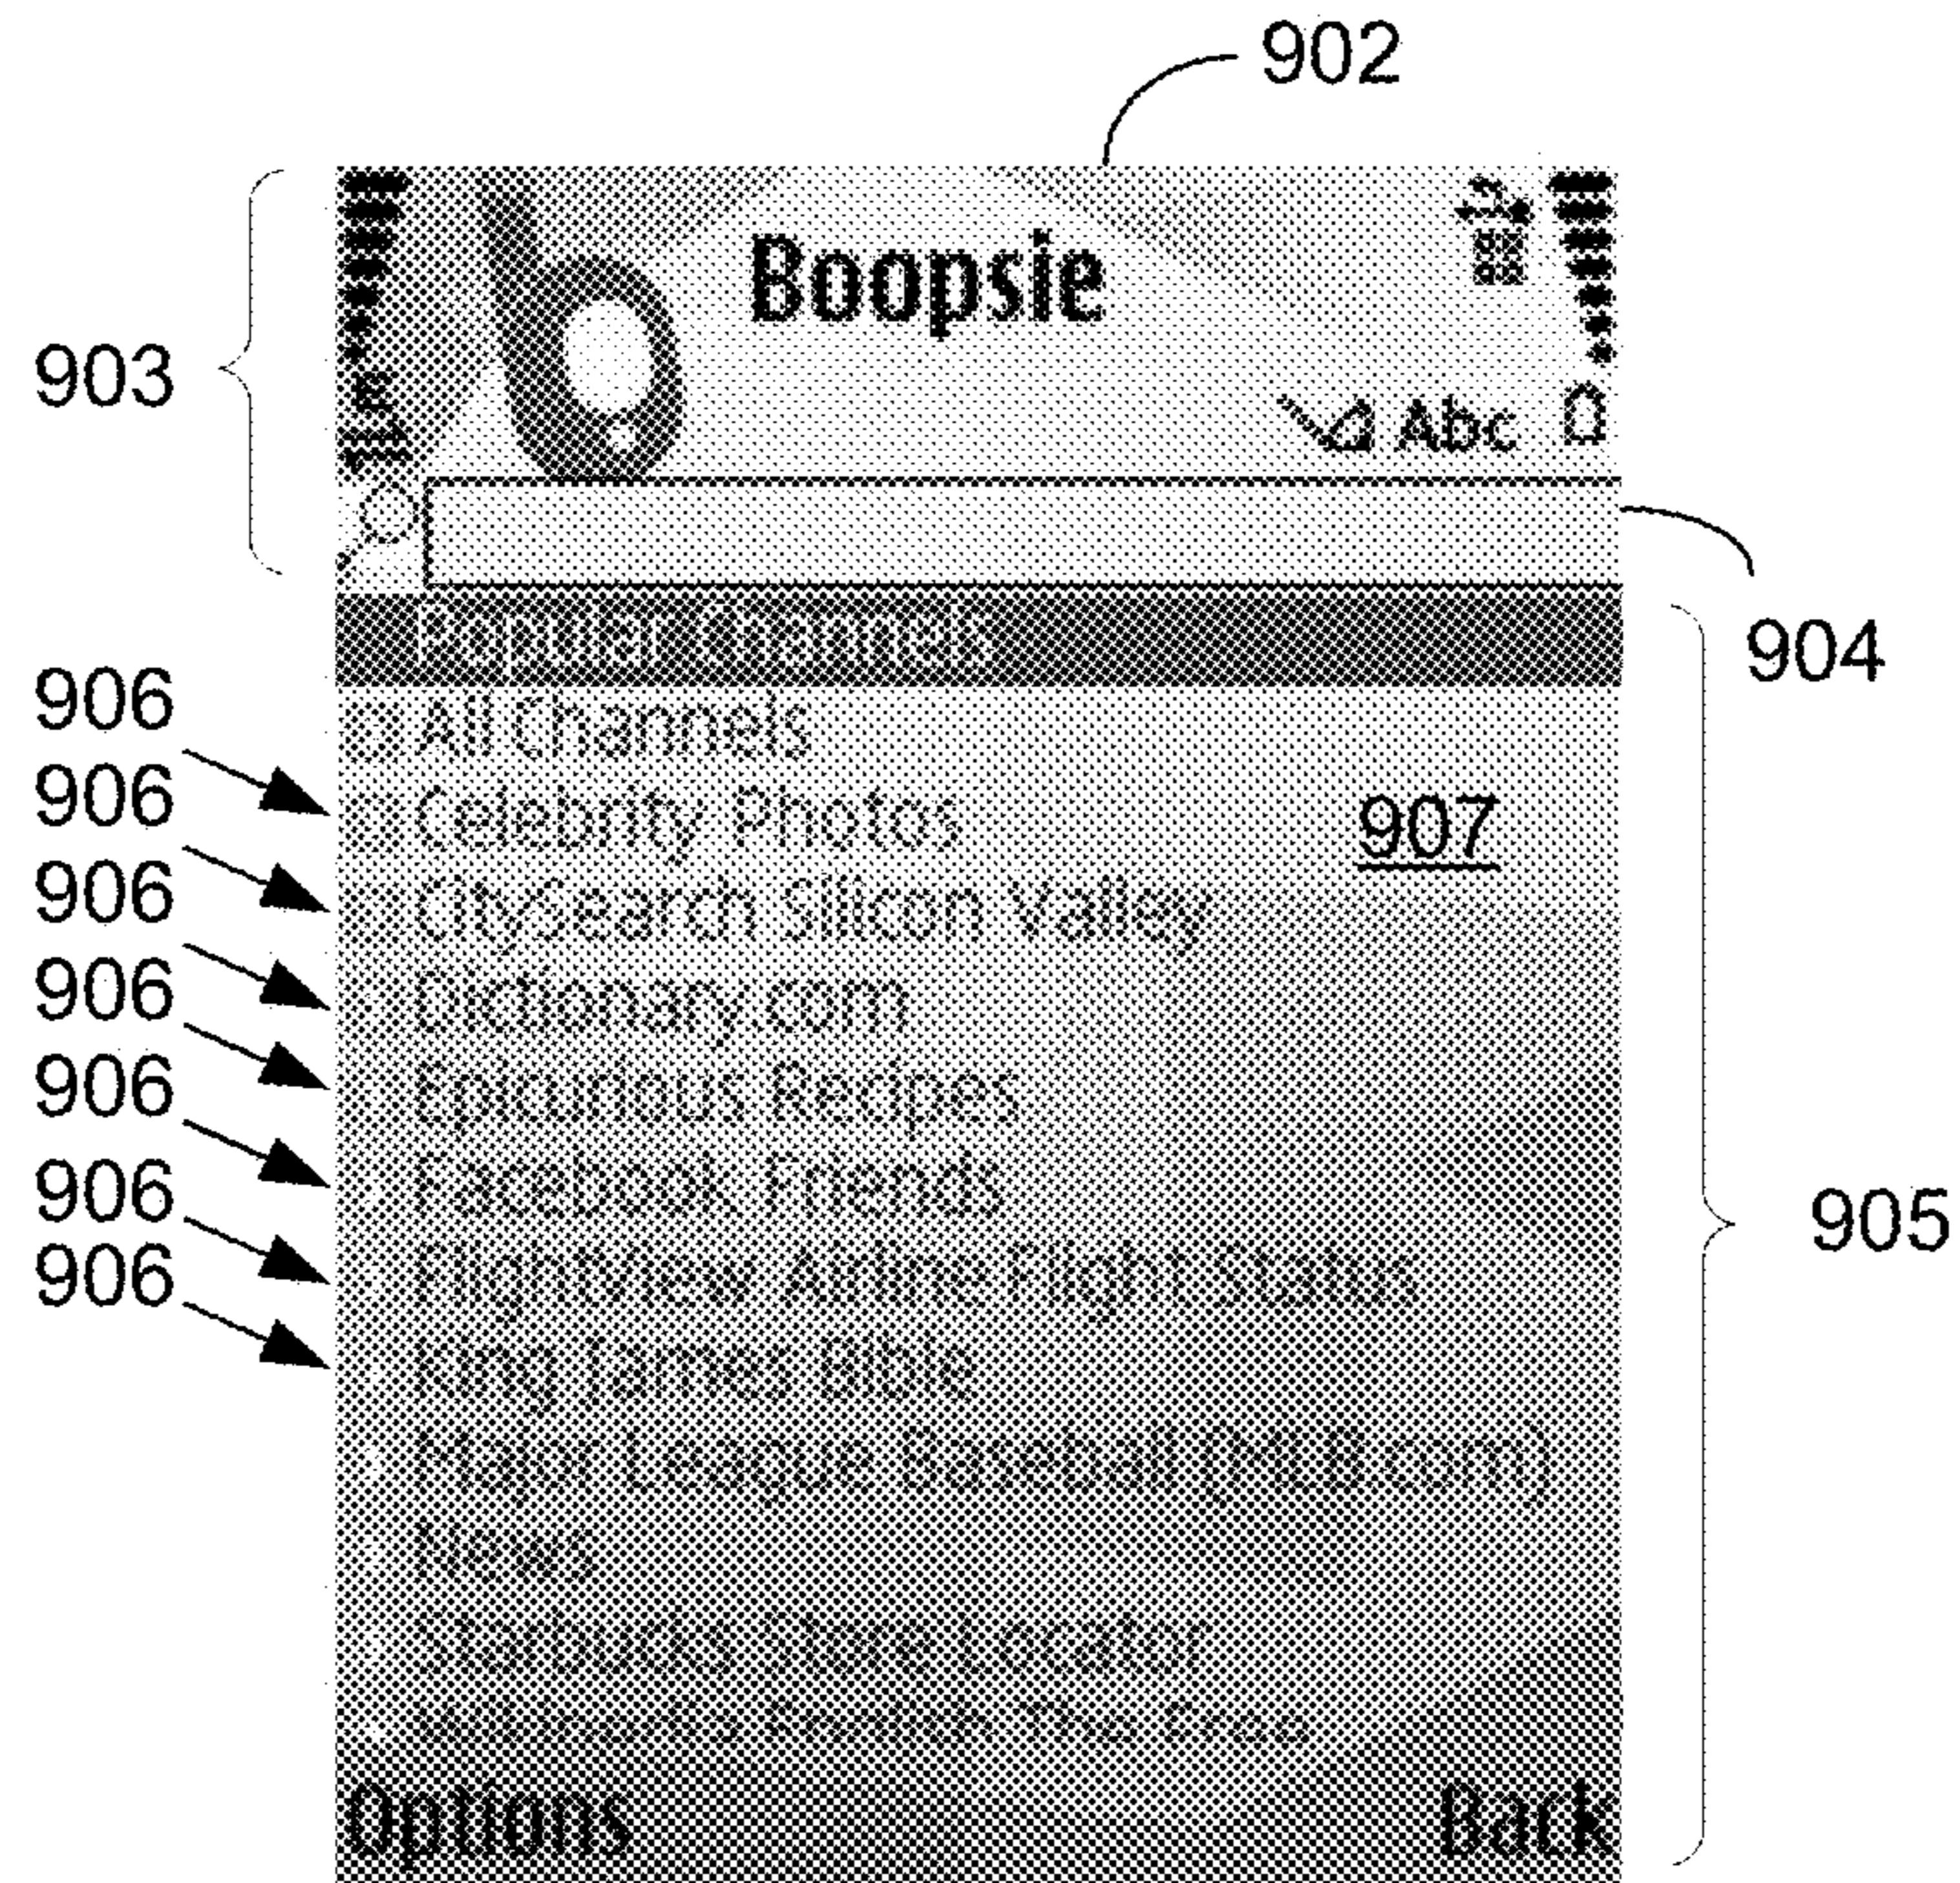 902
Boopsie
903
Abc
904
Popular Channels
906
All Channels
906
Celebrity Photos
907
906
CitySearch Silicon Valley
906
Dictionary.com
906
Epicurious Recipes
906
Facebook Friends
905
906
Flightview Airline Flight Status
King James Bible
Major League Baseball (MLB.com)
News
Starbucks Store Locator
Options
Back